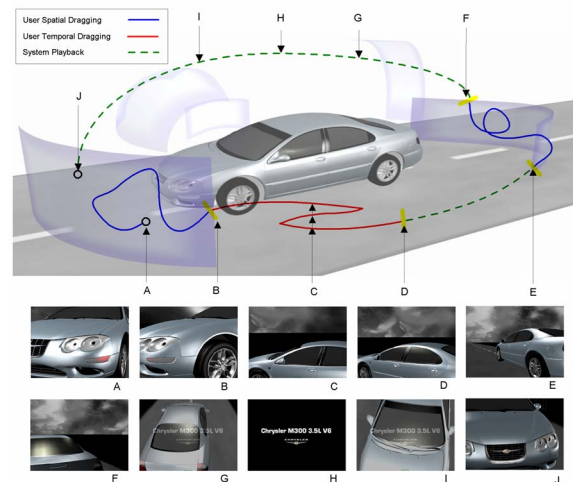 User Spatial Dragging
User Temporal Dragging
System Playback
I
H
G
F
J
A
B
C
D
E
A
B
C
D
E
Chrysler M300 3.5L V6
Chrysler M300 3.5L V6
CHRYSLER
Chrysler M300 3.5L V6
F
G
H
I
J